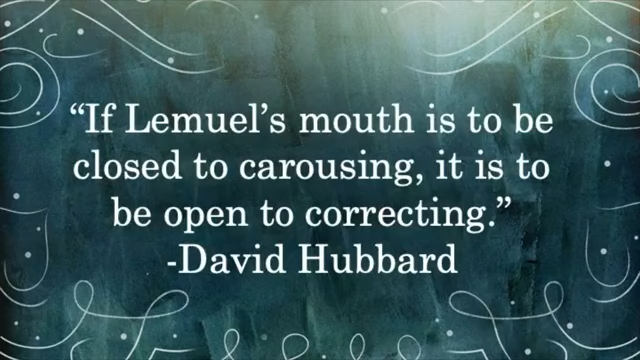 “If Lemuel’s mouth is to be
closed to carousing, it is to
be open to correcting.”
-David Hubbard